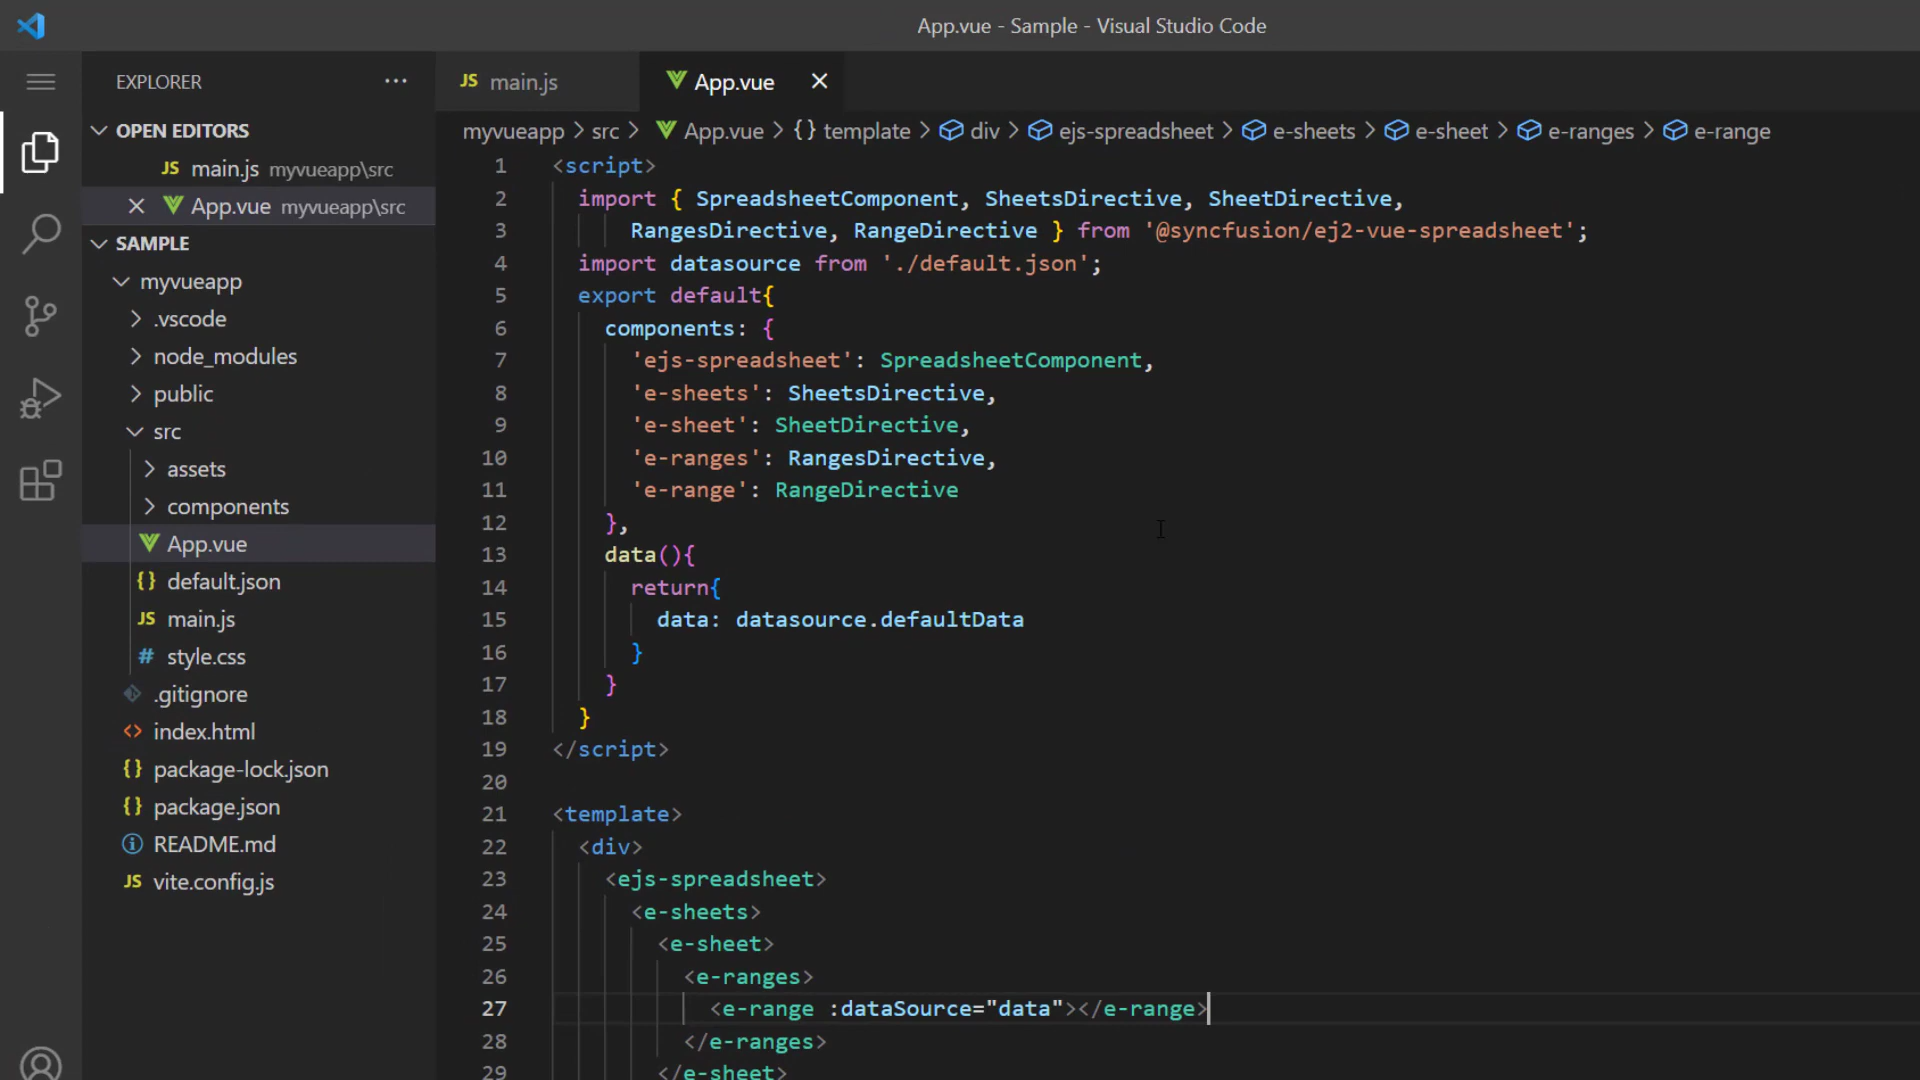 App.vue - Sample - Visual Studio Code
EXPLORER
OPEN EDITORS
JS main.js myvueapp\src
App.vue myvueapp\src
SAMPLE
myvueapp
.vscode
node_modules
public
src
assets
components
App.vue
{} default.json
JS main.js
# style.css
.gitignore
<> index.html
{} package-lock.json
{} package.json
README.md
JS vite.config.js
JS main.js
App.vue
myvueapp > src > App.vue > {} template > div > ejs-spreadsheet > e-sheets > e-sheet > e-ranges > e-range
1 <script>
2 import { SpreadsheetComponent, SheetsDirective, SheetDirective,
3 RangesDirective, RangeDirective } from '@syncfusion/ej2-vue-spreadsheet';
4 import datasource from './default.json';
5 export default{
6 components: {
7 'ejs-spreadsheet': SpreadsheetComponent,
8 'e-sheets': SheetsDirective,
9 'e-sheet': SheetDirective,
10 'e-ranges': RangesDirective,
11 'e-range': RangeDirective
12 },
13 data(){
14 return{
15 data: datasource.defaultData
16 }
17 }
18 }
19 </script>
20
21 <template>
22 <div>
23 <ejs-spreadsheet>
24 <e-sheets>
25 <e-sheet>
26 <e-ranges>
27 <e-range :dataSource="data"></e-range>
28 </e-ranges>
29 </e-sheet>